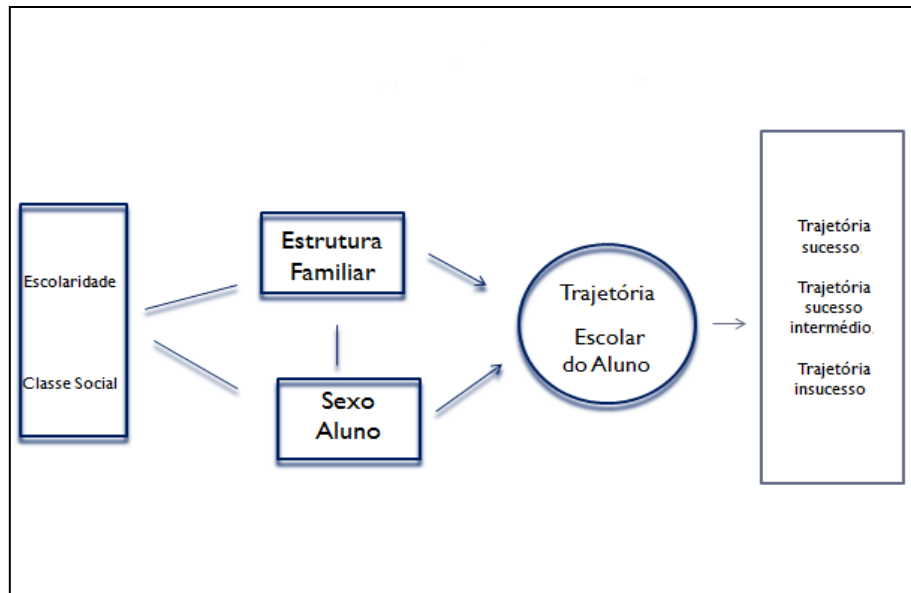 Escolaridade
Classe Social
Estrutura
Familiar
Sexo
Aluno
Trajetória
Escolar
do Aluno
Trajetória
sucesso
Trajetória
sucesso
intermédio
Trajetória
insucesso